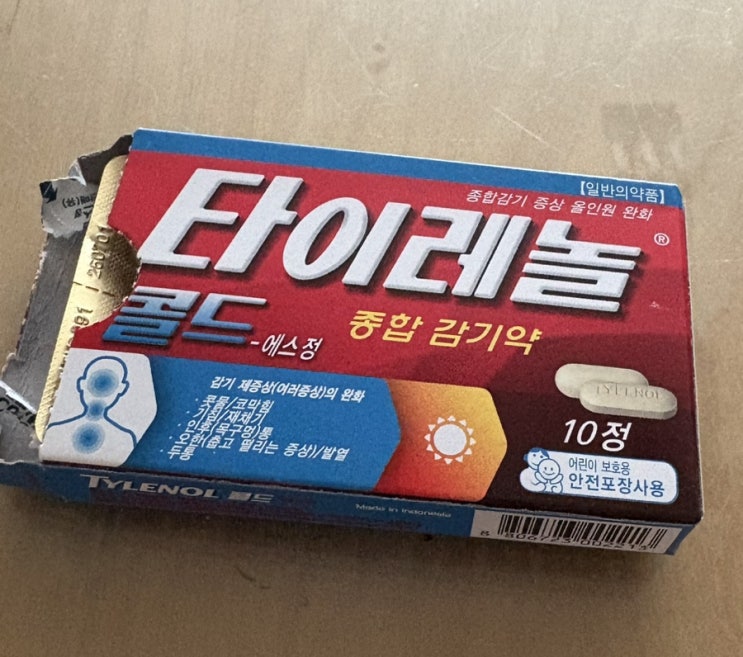 【일반의약품】
종합감기 증상 올인원 완화
타이레놀®
콜드-에스정
종합 감기약
감기 제증상(여러증상)의 완화
· 콧물/코막힘
· 기침/재채기
· 인후(목구멍)통
· 오한(춥고 떨리는 증상)/발열
· 두통
TYLENOL
10정
어린이 보호용
안전포장사용
TYLENOL 콜드
Made in Indonesia